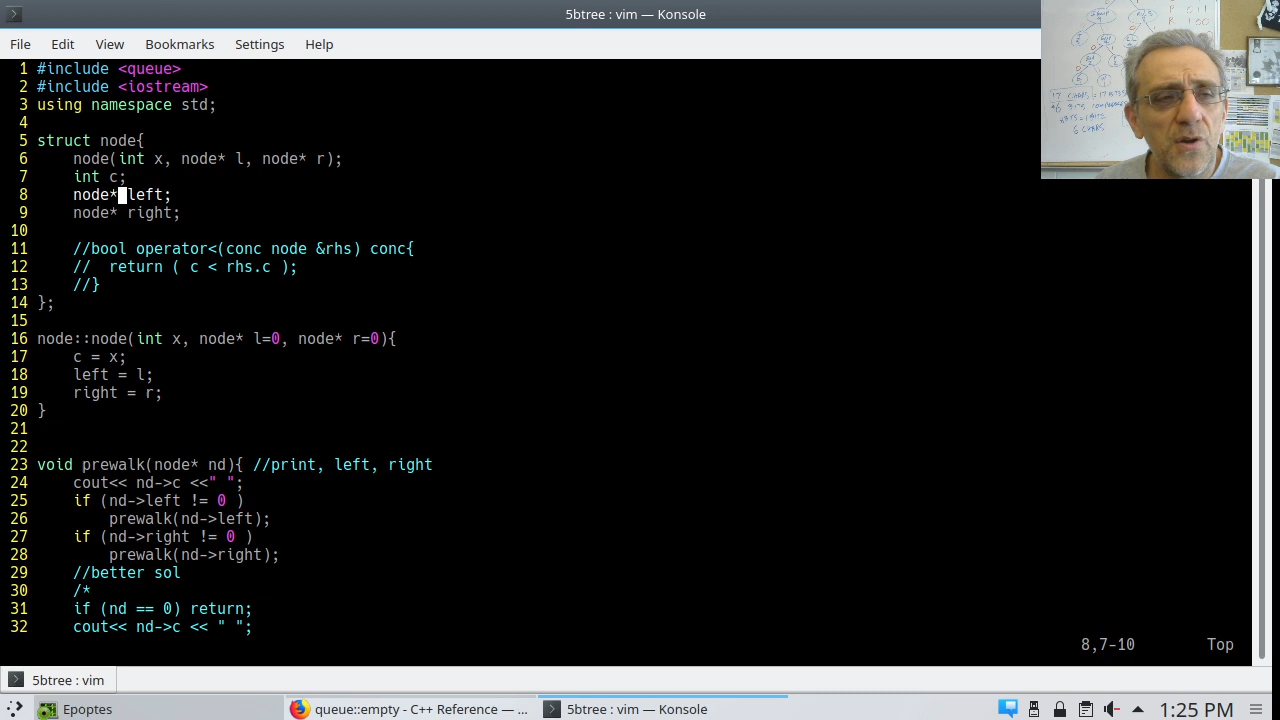 5btree : vim — Konsole
File Edit View Bookmarks Settings Help
1 #include <queue>
2 #include <iostream>
3 using namespace std;
4
5 struct node{
6     node(int x, node* l, node* r);
7     int c;
8     node* left;
9     node* right;
10
11     //bool operator<(conc node &rhs) conc{
12     //  return ( c < rhs.c );
13     //}
14 };
15
16 node::node(int x, node* l=0, node* r=0){
17     c = x;
18     left = l;
19     right = r;
20 }
21
22
23 void prewalk(node* nd){ //print, left, right
24     cout<< nd->c <<" ";
25     if (nd->left != 0 )
26         prewalk(nd->left);
27     if (nd->right != 0 )
28         prewalk(nd->right);
29     //better sol
30     /*
31     if (nd == 0) return;
32     cout<< nd->c << " ";
8,7-10 Top
5btree : vim
Epoptes
queue::empty - C++ Reference — ...
5btree : vim — Konsole
1:25 PM
P 011
R 100
6 CHARS